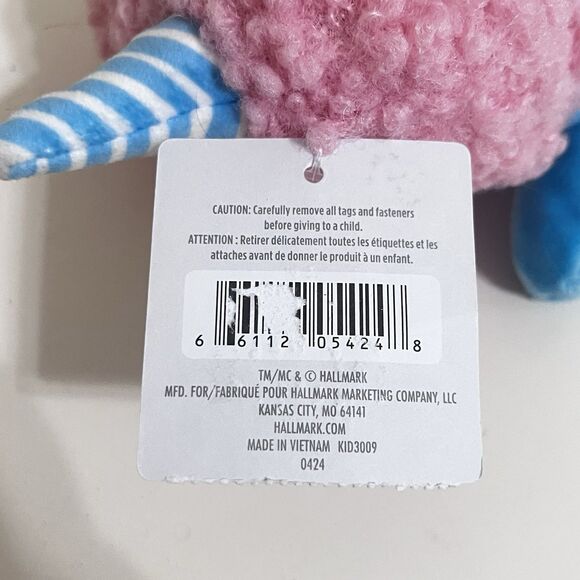 CAUTION: Carefully remove all tags and fasteners
before giving to a child.
ATTENTION : Retirer délicatement toutes les étiquettes et les
attaches avant de donner le produit à un enfant.
6 6112 05424 8
TM/MC & © HALLMARK
MFD. FOR/FABRIQUÉ POUR HALLMARK MARKETING COMPANY, LLC
KANSAS CITY, MO 64141
HALLMARK.COM
MADE IN VIETNAM KID3009
0424